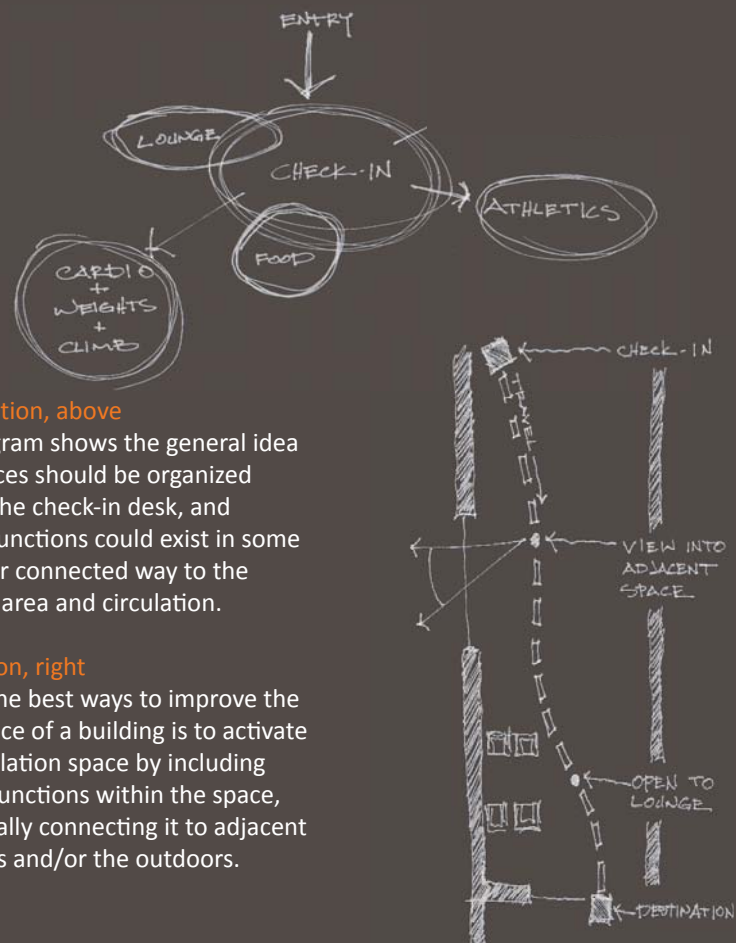 ENTRY
LOUNGE
CHECK-IN
ATHLETICS
FOOD
CARDIO
+
WEIGHTS
+
CLIMB
tion, above
gram shows the general idea
ces should be organized
he check-in desk, and
unctions could exist in some
r connected way to the
area and circulation.
on, right
he best ways to improve the
ce of a building is to activate
lation space by including
unctions within the space,
ally connecting it to adjacent
s and/or the outdoors.
CHECK-IN
TRAVEL
VIEW INTO
ADJACENT
SPACE
OPEN TO
LOUNGE
DESTINATION